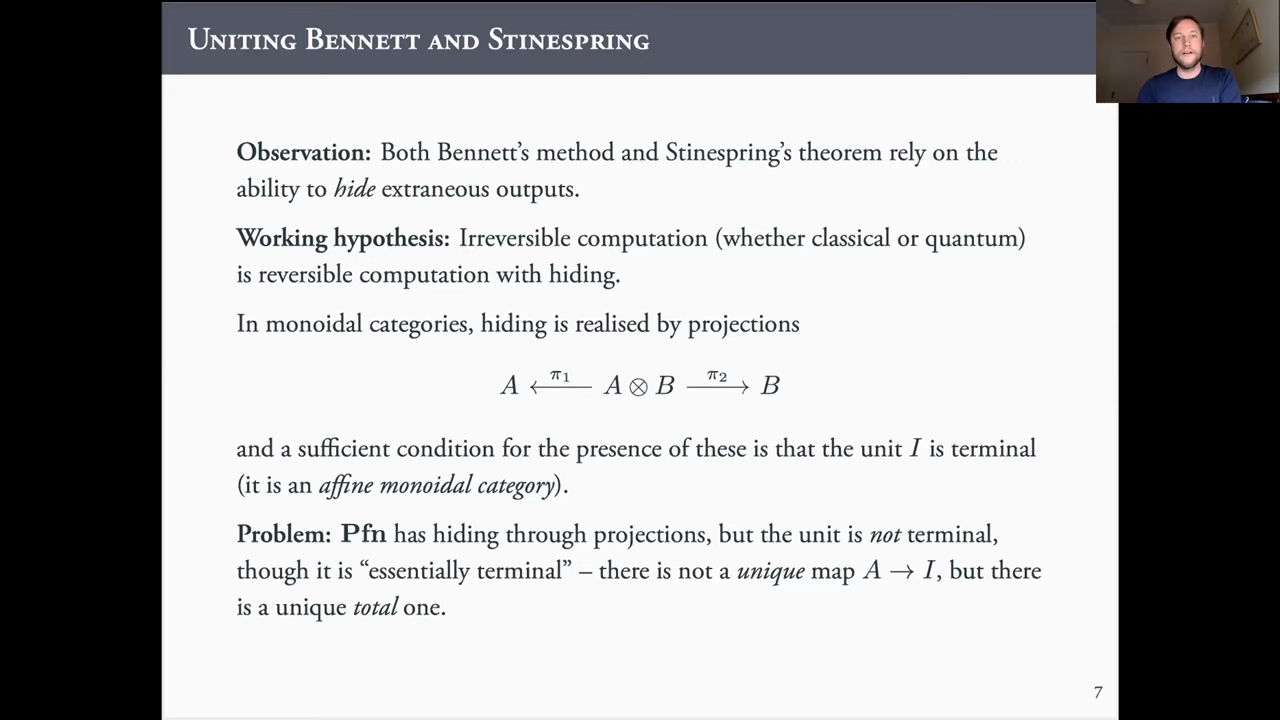 Uniting Bennett and Stinespring
Observation: Both Bennett's method and Stinespring's theorem rely on the
ability to hide extraneous outputs.
Working hypothesis: Irreversible computation (whether classical or quantum)
is reversible computation with hiding.
In monoidal categories, hiding is realised by projections
A ←π₁— A ⊗ B —π₂→ B
and a sufficient condition for the presence of these is that the unit I is terminal
(it is an affine monoidal category).
Problem: Pfn has hiding through projections, but the unit is not terminal,
though it is “essentially terminal” – there is not a unique map A → I, but there
is a unique total one.
7